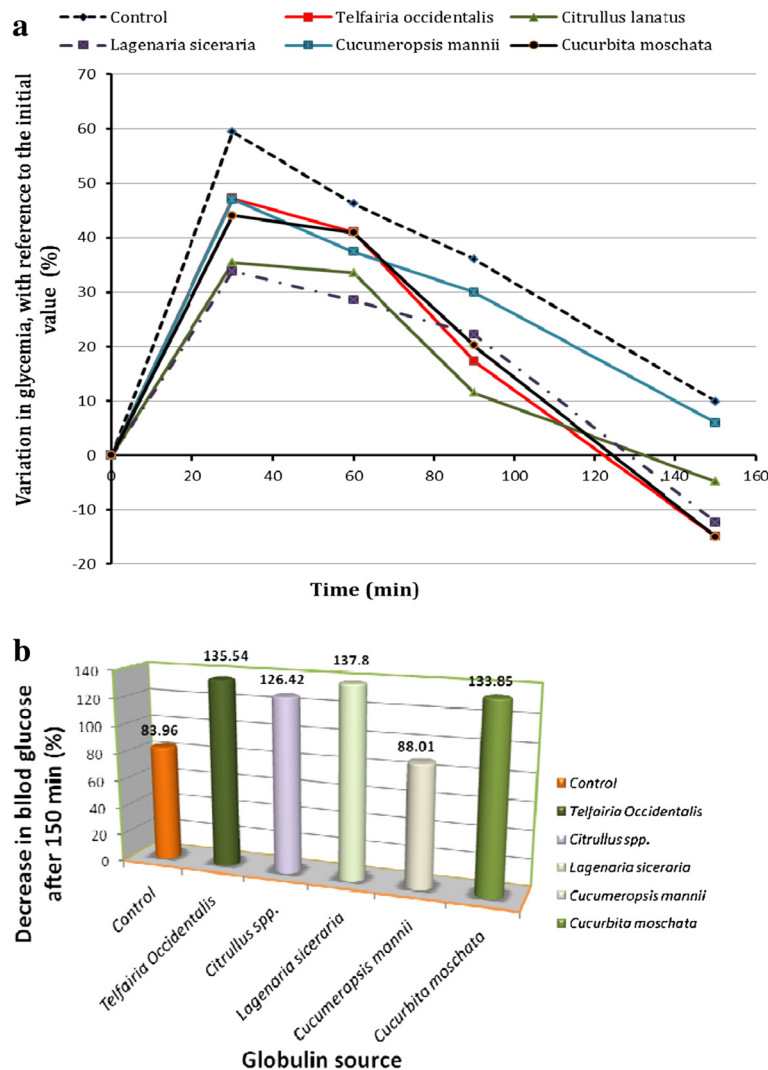 a
Control
Telfairia occidentalis
Citrullus lanatus
Lagenaria siceraria
Cucumeropsis mannii
Cucurbita moschata
Variation in glycemia, with reference to the initial
value (%)
70
60
50
40
30
20
10
0
-10
-20
0 20 40 60 80 100 120 140 160
Time (min)
b
Decrease in bllod glucose
after 150 min (%)
140
120
100
80
60
40
20
0
83.96
135.54
126.42
137.8
88.01
133.85
Control
Telfairia Occidentalis
Citrullus spp.
Lagenaria siceraria
Cucumeropsis mannii
Cucurbita moschata
Globulin source
Control
Telfairia Occidentalis
Citrullus spp.
Lagenaria siceraria
Cucumeropsis mannii
Cucurbita moschata